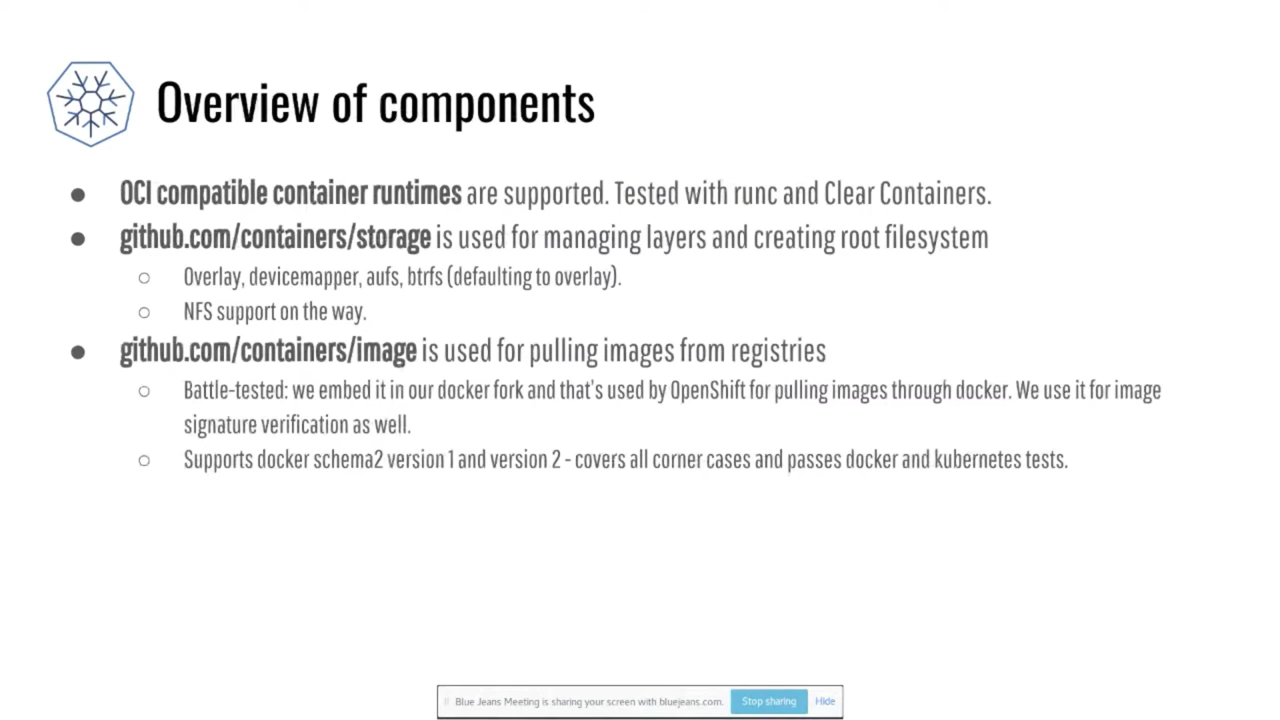 Overview of components
● OCI compatible container runtimes are supported. Tested with runc and Clear Containers.
● github.com/containers/storage is used for managing layers and creating root filesystem
○ Overlay, devicemapper, aufs, btrfs (defaulting to overlay).
○ NFS support on the way.
● github.com/containers/image is used for pulling images from registries
○ Battle-tested: we embed it in our docker fork and that's used by OpenShift for pulling images through docker. We use it for image
signature verification as well.
○ Supports docker schema2 version 1 and version 2 - covers all corner cases and passes docker and kubernetes tests.
Blue Jeans Meeting is sharing your screen with bluejeans.com. Stop sharing Hide